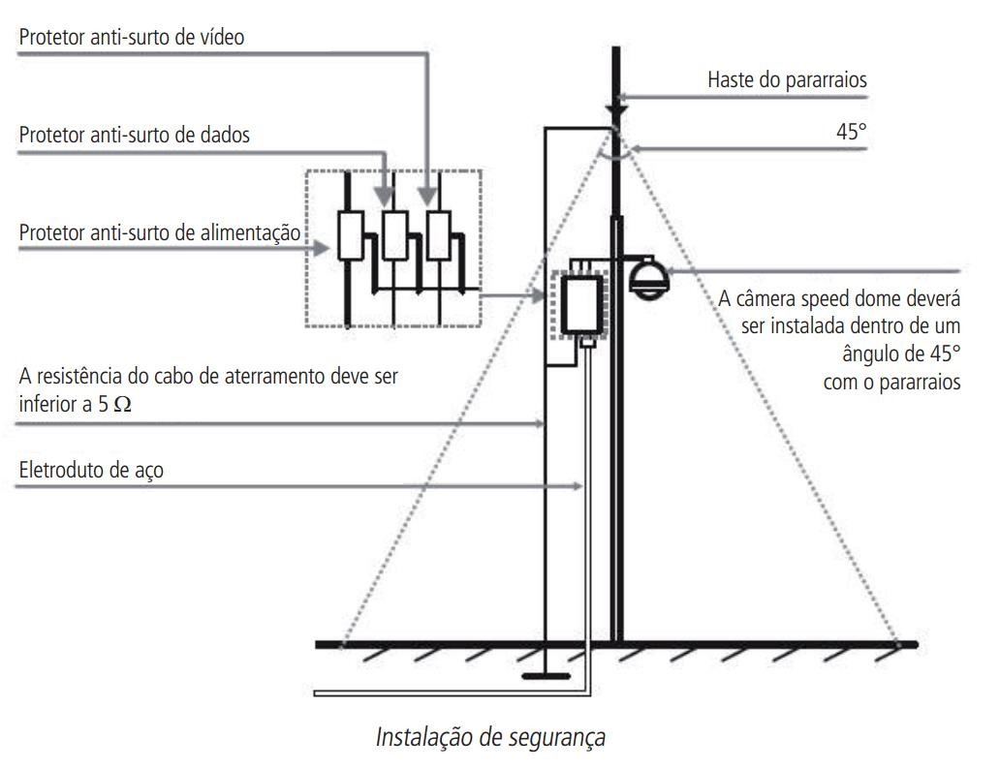 Protetor anti-surto de vídeo
Haste do pararraios
45°
Protetor anti-surto de dados
Protetor anti-surto de alimentação
A câmera speed dome deverá
ser instalada dentro de um
ângulo de 45°
com o pararraios
A resistência do cabo de aterramento deve ser
inferior a 5 Ω
Eletroduto de aço
Instalação de segurança